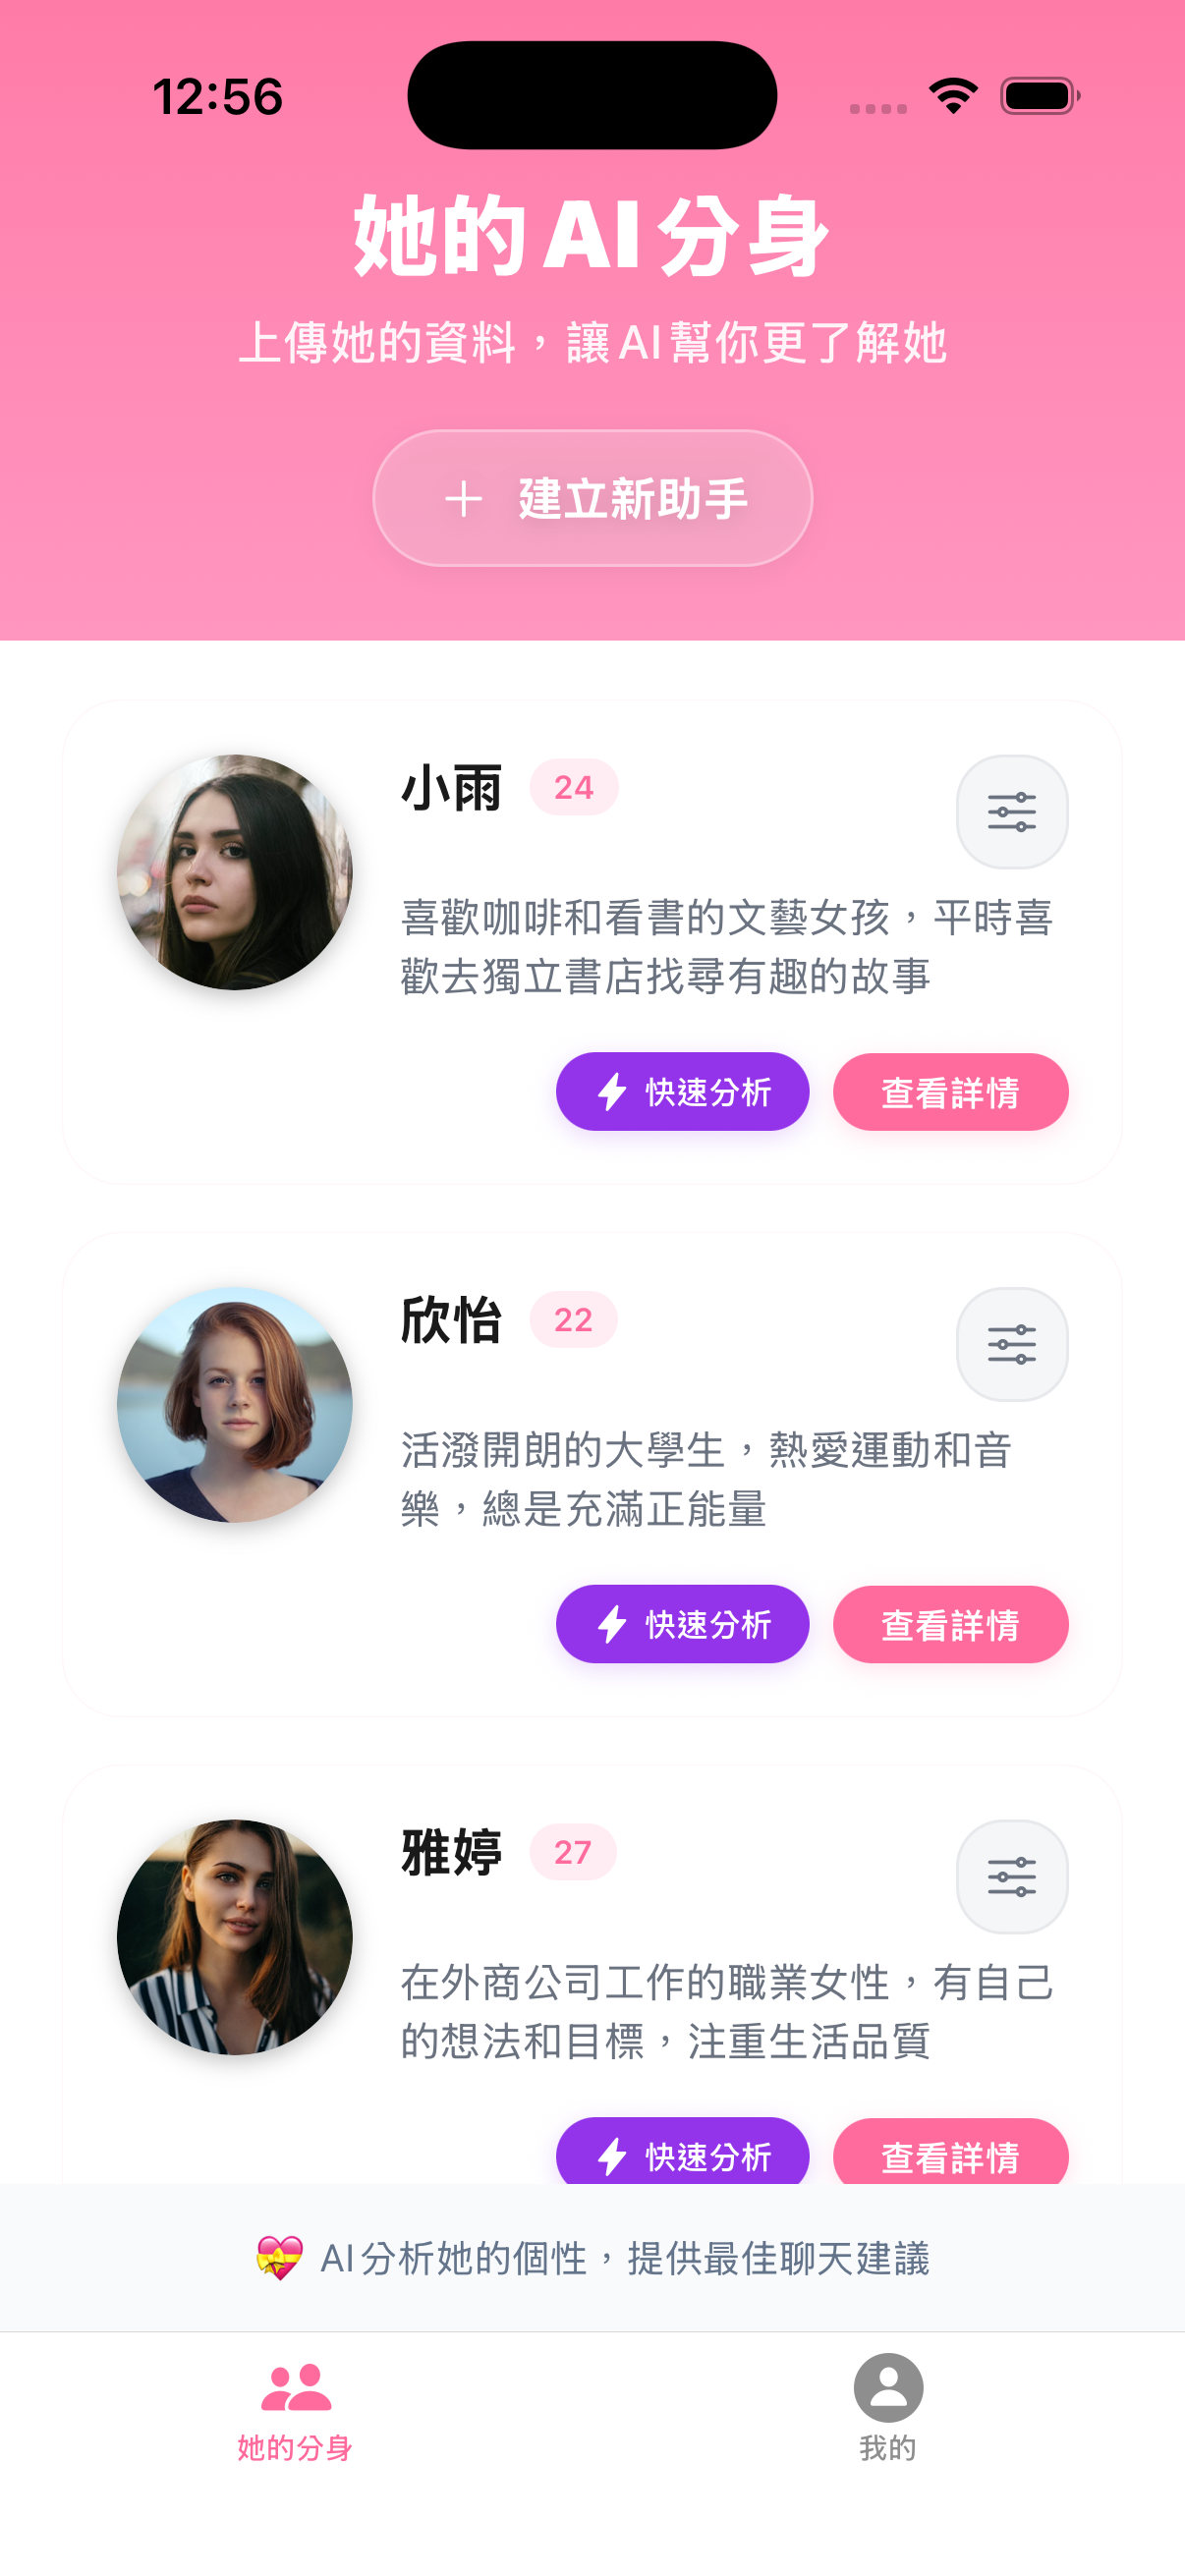 12:56
她的 AI 分身
上傳她的資料，讓 AI 幫你更了解她
建立新助手
小雨 24
喜歡咖啡和看書的文藝女孩，平時喜
歡去獨立書店找尋有趣的故事
快速分析 查看詳情
欣怡 22
活潑開朗的大學生，熱愛運動和音
樂，總是充滿正能量
快速分析 查看詳情
雅婷 27
在外商公司工作的職業女性，有自己
的想法和目標，注重生活品質
快速分析 查看詳情
💝 AI 分析她的個性，提供最佳聊天建議
她的分身 我的